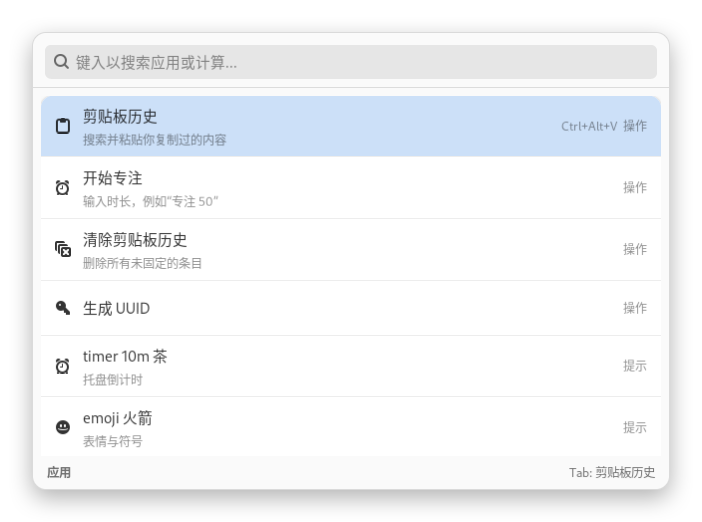 键入以搜索应用或计算...
剪贴板历史
搜索并粘贴你复制过的内容
Ctrl+Alt+V 操作
开始专注
输入时长，例如“专注 50”
操作
清除剪贴板历史
删除所有未固定的条目
操作
生成 UUID
操作
timer 10m 茶
托盘倒计时
提示
emoji 火箭
表情与符号
提示
应用
Tab: 剪贴板历史